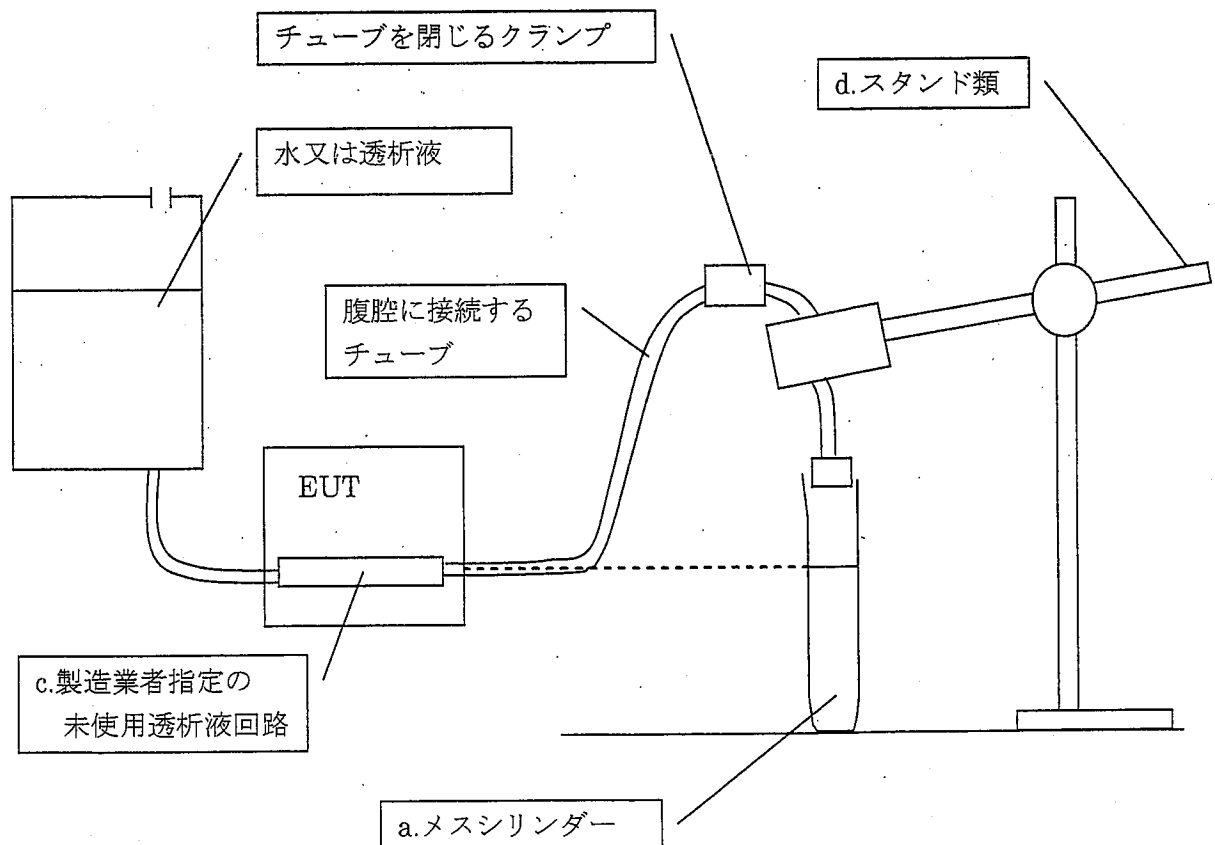 チューブを閉じるクランプ
d.スタンド類
水又は透析液
腹腔に接続する
チューブ
EUT
c.製造業者指定の
未使用透析液回路
a.メスシリンダー